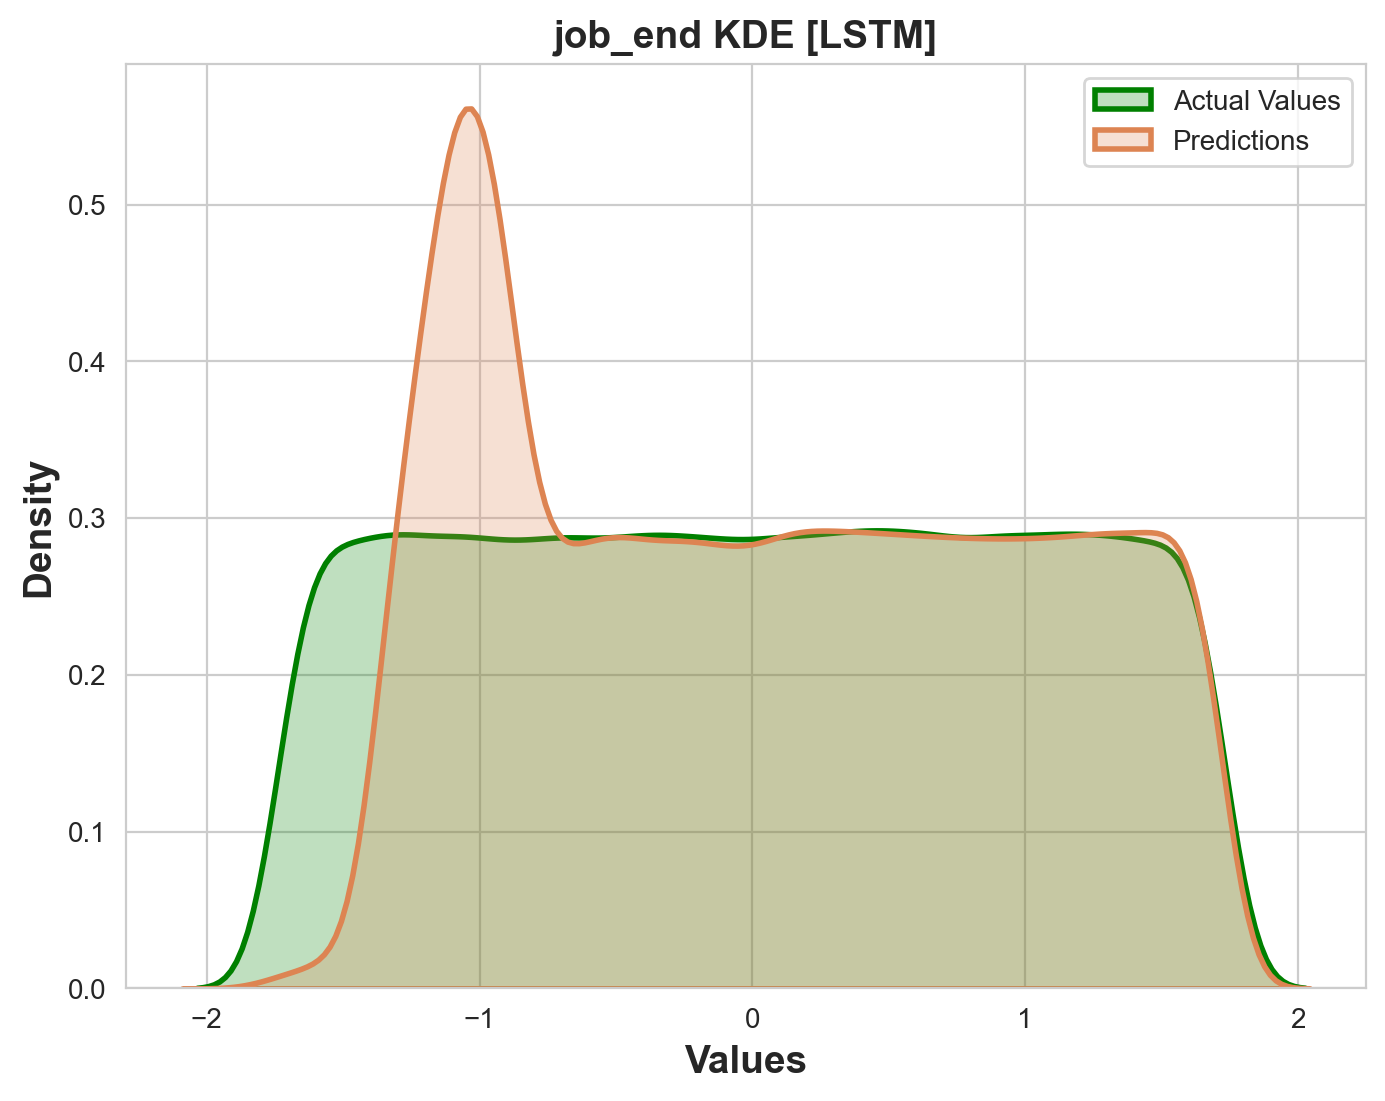 job_end KDE [LSTM]
Actual Values
Predictions
0.5
0.4
0.3
0.2
0.1
0.0
Density
−2
−1
0
1
2
Values